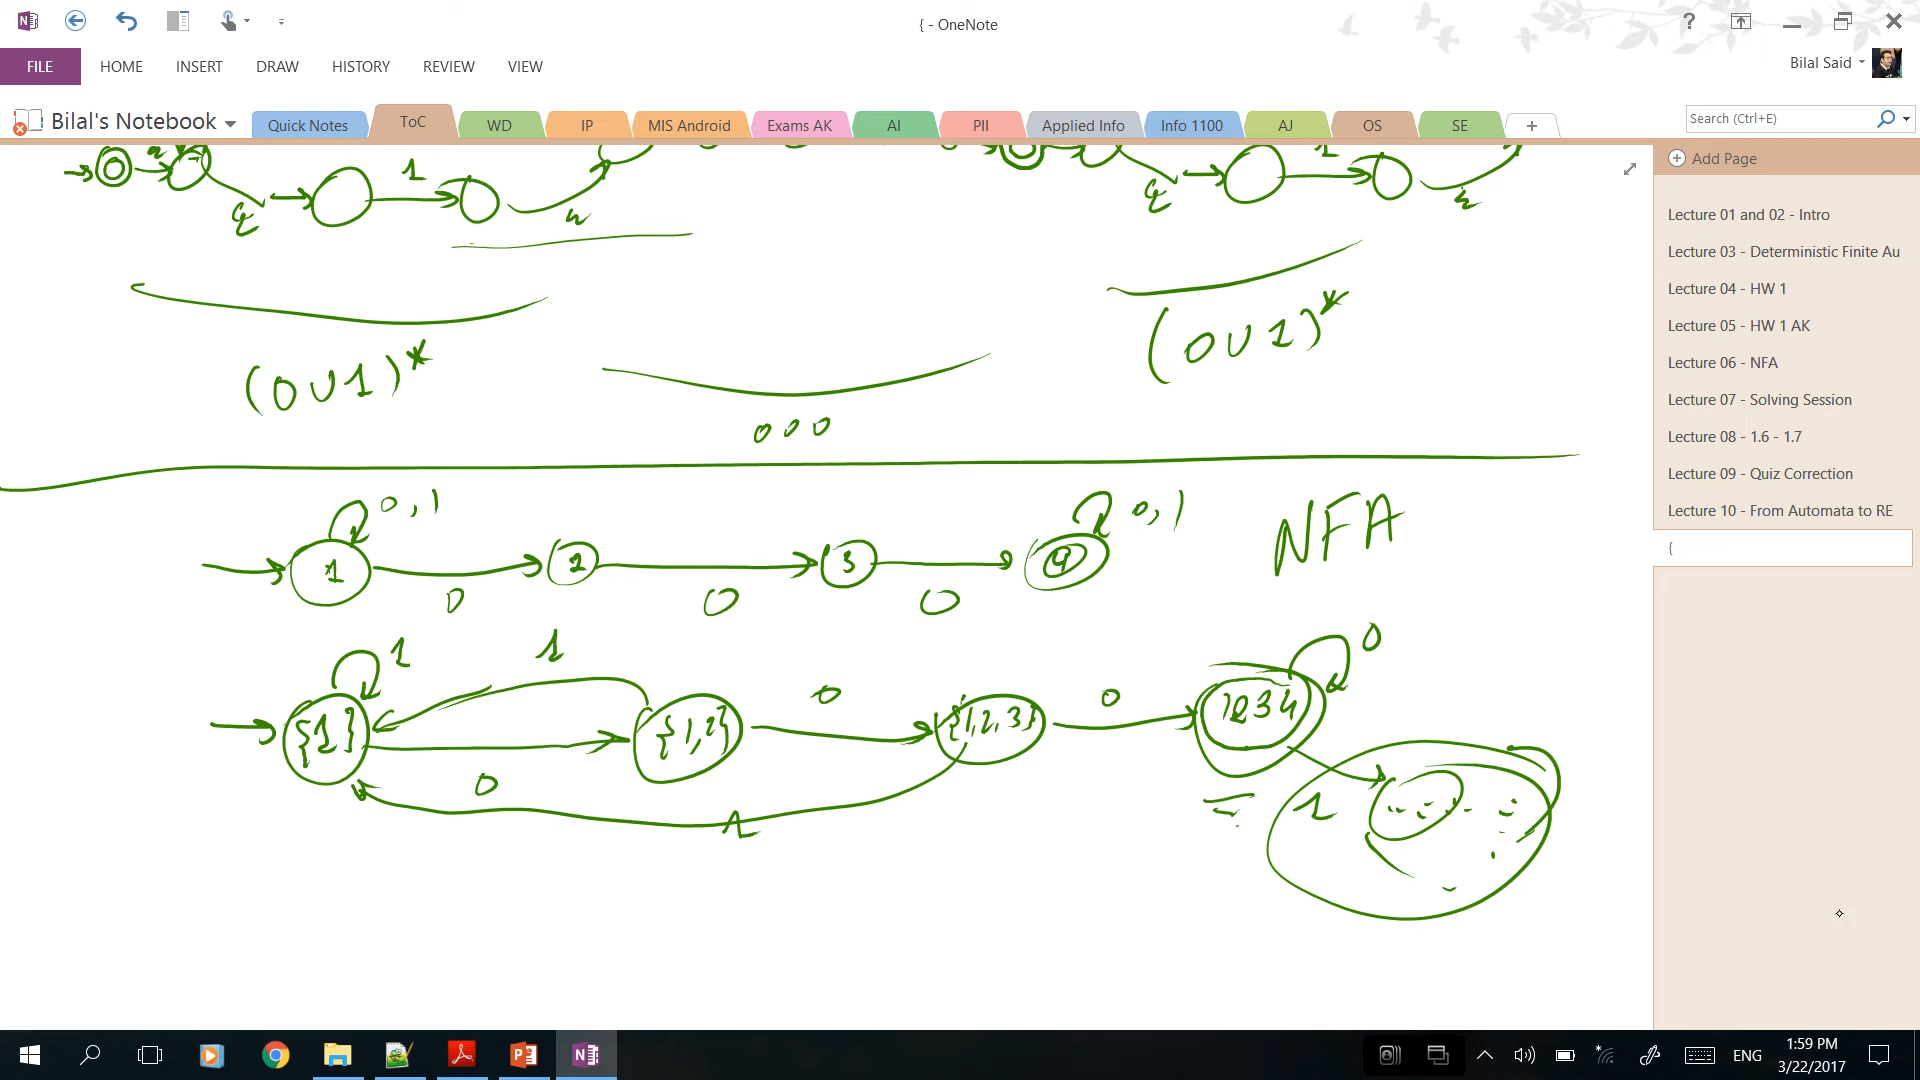 { - OneNote
?
FILE HOME INSERT DRAW HISTORY REVIEW VIEW
Bilal Said
Bilal's Notebook
Quick Notes ToC WD IP MIS Android Exams AK AI PII Applied Info Info 1100 AJ OS SE +
Search (Ctrl+E)
Add Page
Lecture 01 and 02 - Intro
Lecture 03 - Deterministic Finite Au
Lecture 04 - HW 1
Lecture 05 - HW 1 AK
Lecture 06 - NFA
Lecture 07 - Solving Session
Lecture 08 - 1.6 - 1.7
Lecture 09 - Quiz Correction
Lecture 10 - From Automata to RE
{
1 1
(0∪1)* (0∪1)*
000
0,1 0,1
1 2 3 4 NFA
0 0 0
1 1 0 0 0
{1} {1,2} {1,2,3} 1234
0 1 1
ENG
1:59 PM
3/22/2017